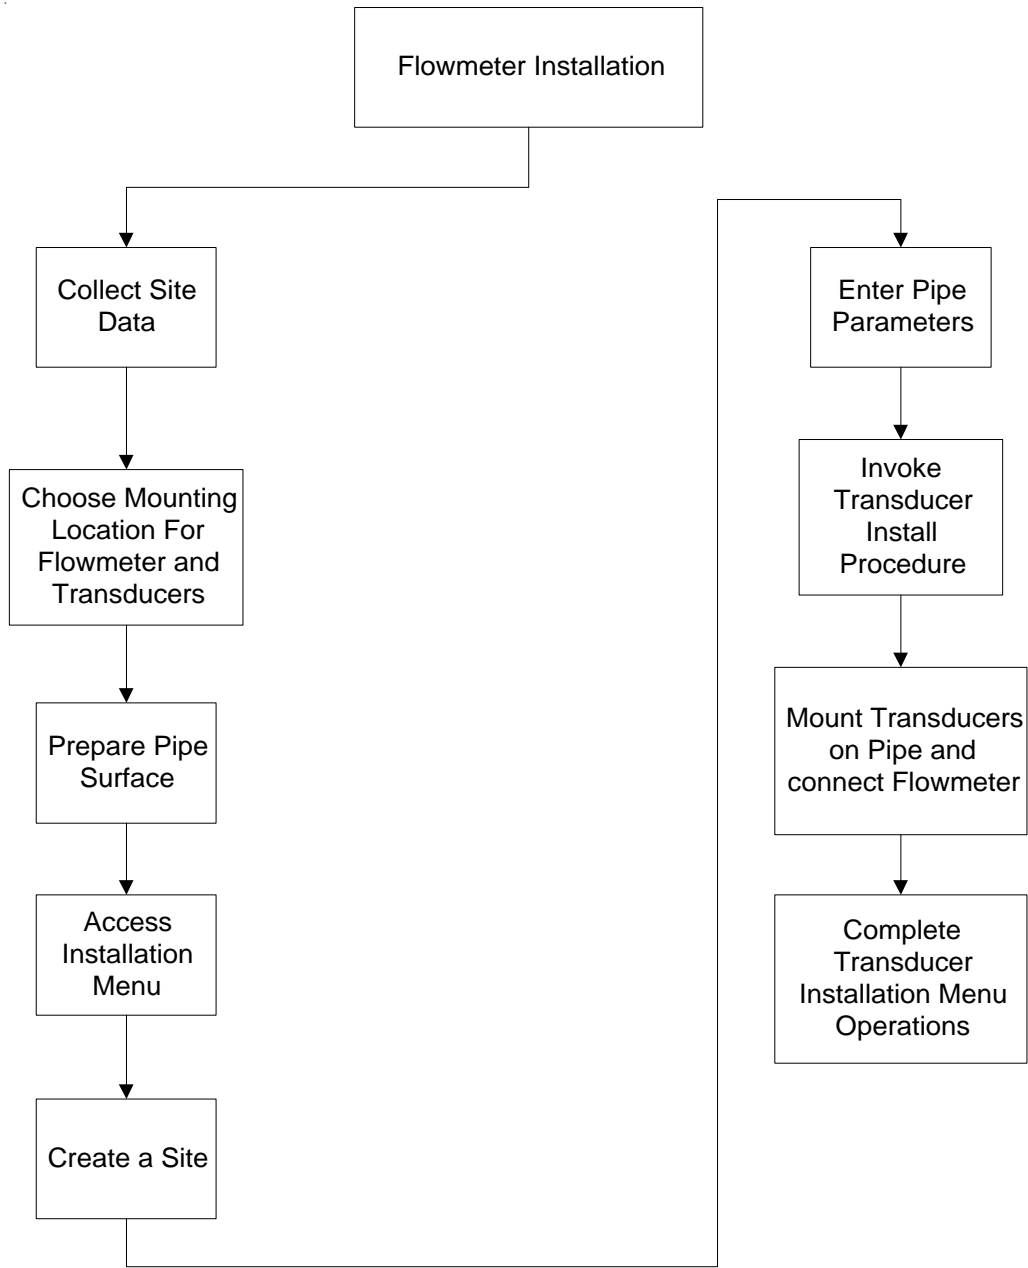 Flowmeter Installation
Collect Site
Data
Choose Mounting
Location For
Flowmeter and
Transducers
Prepare Pipe
Surface
Access
Installation
Menu
Create a Site
Enter Pipe
Parameters
Invoke
Transducer
Install
Procedure
Mount Transducers
on Pipe and
connect Flowmeter
Complete
Transducer
Installation Menu
Operations